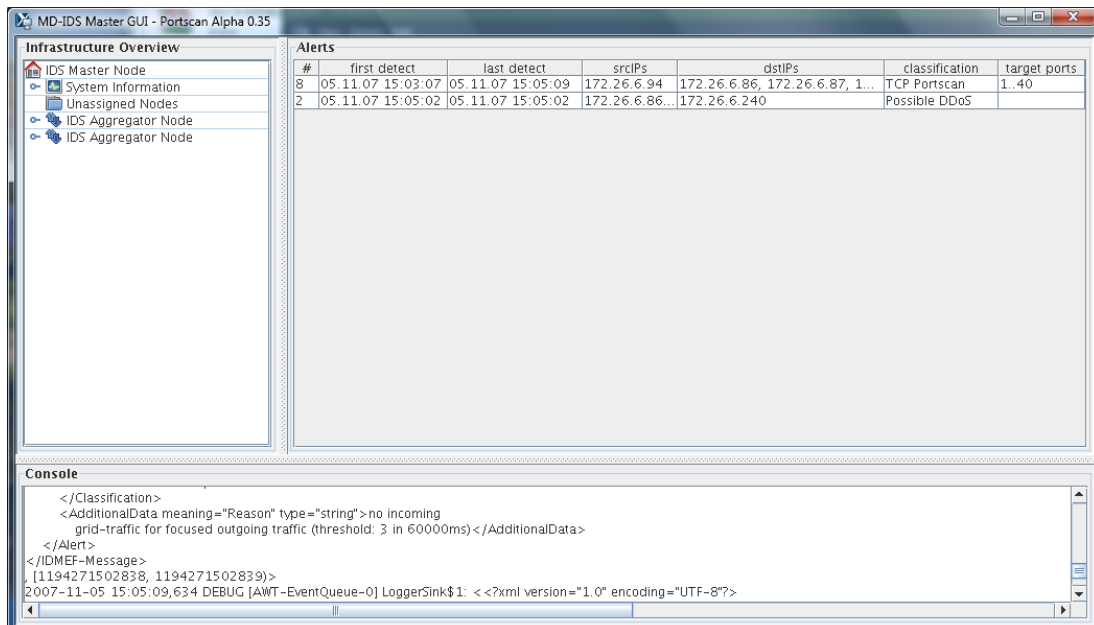 MD-IDS Master GUI - Portscan Alpha 0.35
Infrastructure Overview
IDS Master Node
System Information
Unassigned Nodes
IDS Aggregator Node
IDS Aggregator Node
Alerts
# first detect last detect srcIPs dstIPs classification target ports
8 05.11.07 15:03:07 05.11.07 15:05:09 172.26.6.94 172.26.6.86, 172.26.6.87, 1... TCP Portscan 1..40
2 05.11.07 15:05:02 05.11.07 15:05:02 172.26.6.86... 172.26.6.240 Possible DDoS
Console
</Classification>
<AdditionalData meaning="Reason" type="string">no incoming
grid-traffic for focused outgoing traffic (threshold: 3 in 60000ms)</AdditionalData>
</Alert>
</IDMEF-Message>
, [1194271502838, 1194271502839)>
2007-11-05 15:05:09,634 DEBUG [AWT-EventQueue-0] LoggerSink$1: <<?xml version="1.0" encoding="UTF-8"?>